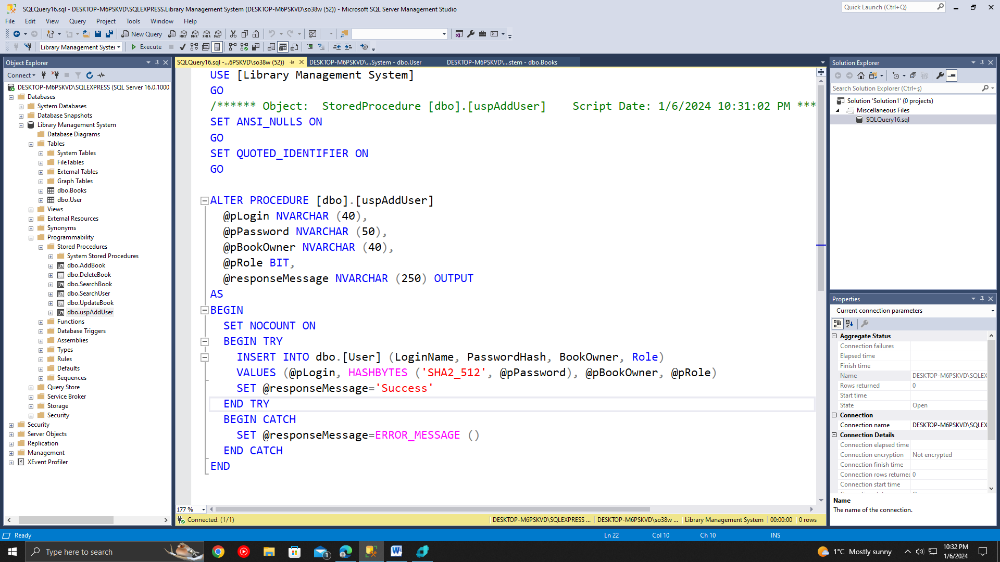 SQLQuery16.sql - DESKTOP-M6PSKVD\SQLEXPRESS.Library Management System (DESKTOP-M6PSKVD\so38w (52)) - Microsoft SQL Server Management Studio
Quick Launch (Ctrl+Q)
File Edit View Query Project Tools Window Help
New Query
MDX DMX XMLA DAX
Library Management Syster
Execute
Object Explorer
Connect
DESKTOP-M6PSKVD\SQLEXPRESS (SQL Server 16.0.1000
Databases
System Databases
Database Snapshots
Library Management System
Database Diagrams
Tables
System Tables
FileTables
External Tables
Graph Tables
dbo.Books
dbo.User
Views
External Resources
Synonyms
Programmability
Stored Procedures
System Stored Procedures
dbo.AddBook
dbo.DeleteBook
dbo.SearchBook
dbo.SearchUser
dbo.UpdateBook
dbo.uspAddUser
Functions
Database Triggers
Assemblies
Types
Rules
Defaults
Sequences
Query Store
Service Broker
Storage
Security
Security
Server Objects
Replication
Management
XEvent Profiler
SQLQuery16.sql -...6PSKVD\so38w (52))
DESKTOP-M6PSKVD\...System - dbo.User
DESKTOP-M6PSKVD\...stem - dbo.Books
USE [Library Management System]
GO
/****** Object:  StoredProcedure [dbo].[uspAddUser]    Script Date: 1/6/2024 10:31:02 PM ***
SET ANSI_NULLS ON
GO
SET QUOTED_IDENTIFIER ON
GO
ALTER PROCEDURE [dbo].[uspAddUser]
@pLogin NVARCHAR (40),
@pPassword NVARCHAR (50),
@pBookOwner NVARCHAR (40),
@pRole BIT,
@responseMessage NVARCHAR (250) OUTPUT
AS
BEGIN
SET NOCOUNT ON
BEGIN TRY
INSERT INTO dbo.[User] (LoginName, PasswordHash, BookOwner, Role)
VALUES (@pLogin, HASHBYTES ('SHA2_512', @pPassword), @pBookOwner, @pRole)
SET @responseMessage='Success'
END TRY
BEGIN CATCH
SET @responseMessage=ERROR_MESSAGE ()
END CATCH
END
177 %
Connected. (1/1)
DESKTOP-M6PSKVD\SQLEXPRESS ...
DESKTOP-M6PSKVD\so38w ...
Library Management System
00:00:00
0 rows
Solution Explorer
Search Solution Explorer (Ctrl+ş)
Solution 'Solution1' (0 projects)
Miscellaneous Files
SQLQuery16.sql
Properties
Current connection parameters
Aggregate Status
Connection failures
Elapsed time
Finish time
Name DESKTOP-M6PSKVD\SQLEX
Rows returned 0
Start time
State Open
Connection
Connection name DESKTOP-M6PSKVD\SQLEX
Connection Details
Connection elapsed time
Connection encryption Not encrypted
Connection finish time
Connection rows returned 0
Connection start time
Name
The name of the connection.
Ready
Ln 22
Col 10
Ch 10
INS
Type here to search
1
1°C Mostly sunny
10:32 PM
1/6/2024